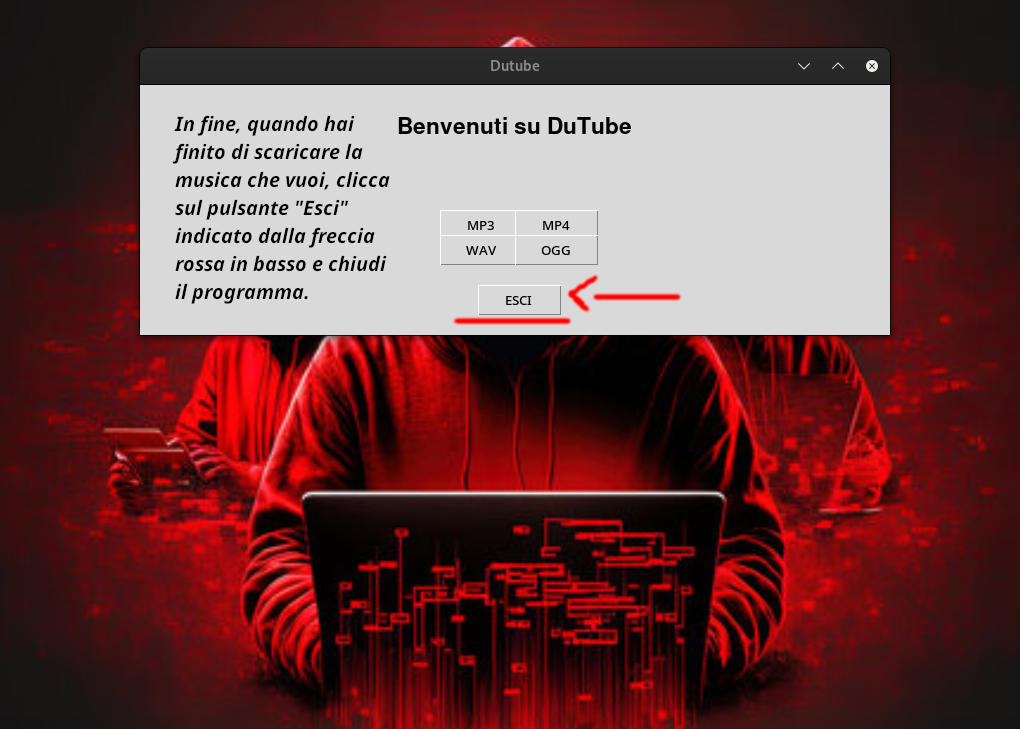 Dutube
In fine, quando hai
finito di scaricare la
musica che vuoi, clicca
sul pulsante "Esci"
indicato dalla freccia
rossa in basso e chiudi
il programma.
Benvenuti su DuTube
MP3 MP4
WAV OGG
ESCI